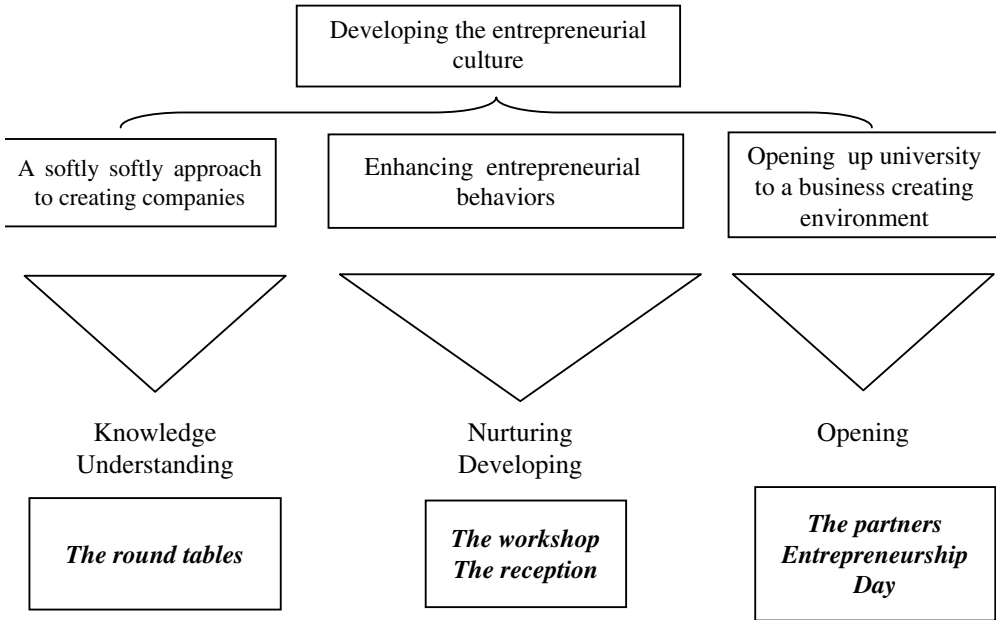 Developing the entrepreneurial
culture
A softly softly approach
to creating companies
Enhancing entrepreneurial
behaviors
Opening up university
to a business creating
environment
Knowledge
Understanding
Nurturing
Developing
Opening
The round tables
The workshop
The reception
The partners
Entrepreneurship
Day